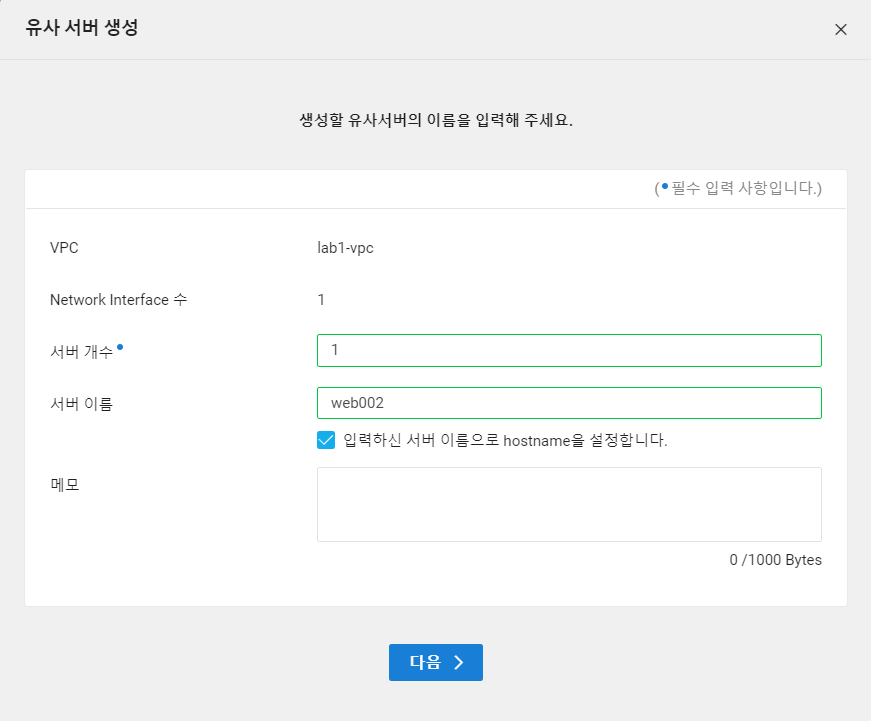 유사 서버 생성
생성할 유사서버의 이름을 입력해 주세요.
(• 필수 입력 사항입니다.)
VPC lab1-vpc
Network Interface 수 1
서버 개수• 1
서버 이름 web002
입력하신 서버 이름으로 hostname을 설정합니다.
메모
0 /1000 Bytes
다음